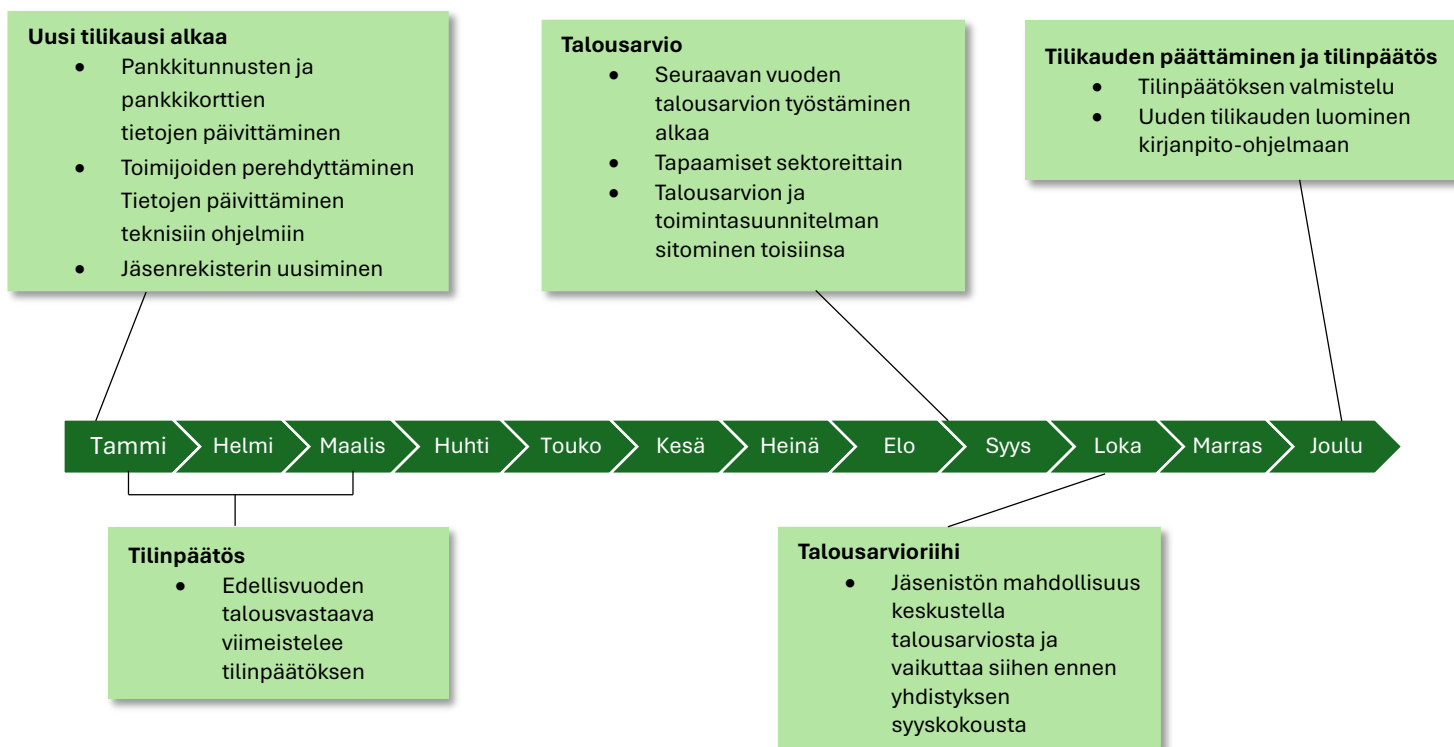 Uusi tilikausi alkaa
• Pankkitunnusten ja
pankkikorttien
tietojen päivittäminen
• Toimijoiden perehdyttäminen
Tietojen päivittäminen
teknisiin ohjelmiin
• Jäsenrekisterin uusiminen
Talousarvio
• Seuraavan vuoden
talousarvion työstäminen
alkaa
• Tapaamiset sektoreittain
• Talousarvion ja
toimintasuunnitelman
sitominen toisiinsa
Tilikauden päättäminen ja tilinpäätös
• Tilinpäätöksen valmistelu
• Uuden tilikauden luominen
kirjanpito-ohjelmaan
Tammi
Helmi
Maalis
Huhti
Touko
Kesä
Heinä
Elo
Syys
Loka
Marras
Joulu
Tilinpäätös
• Edellisvuoden
talousvastaava
viimeistelee
tilinpäätöksen
Talousarvioriihi
• Jäsenistön mahdollisuus
keskustella
talousarviosta ja
vaikuttaa siihen ennen
yhdistyksen
syyskokousta